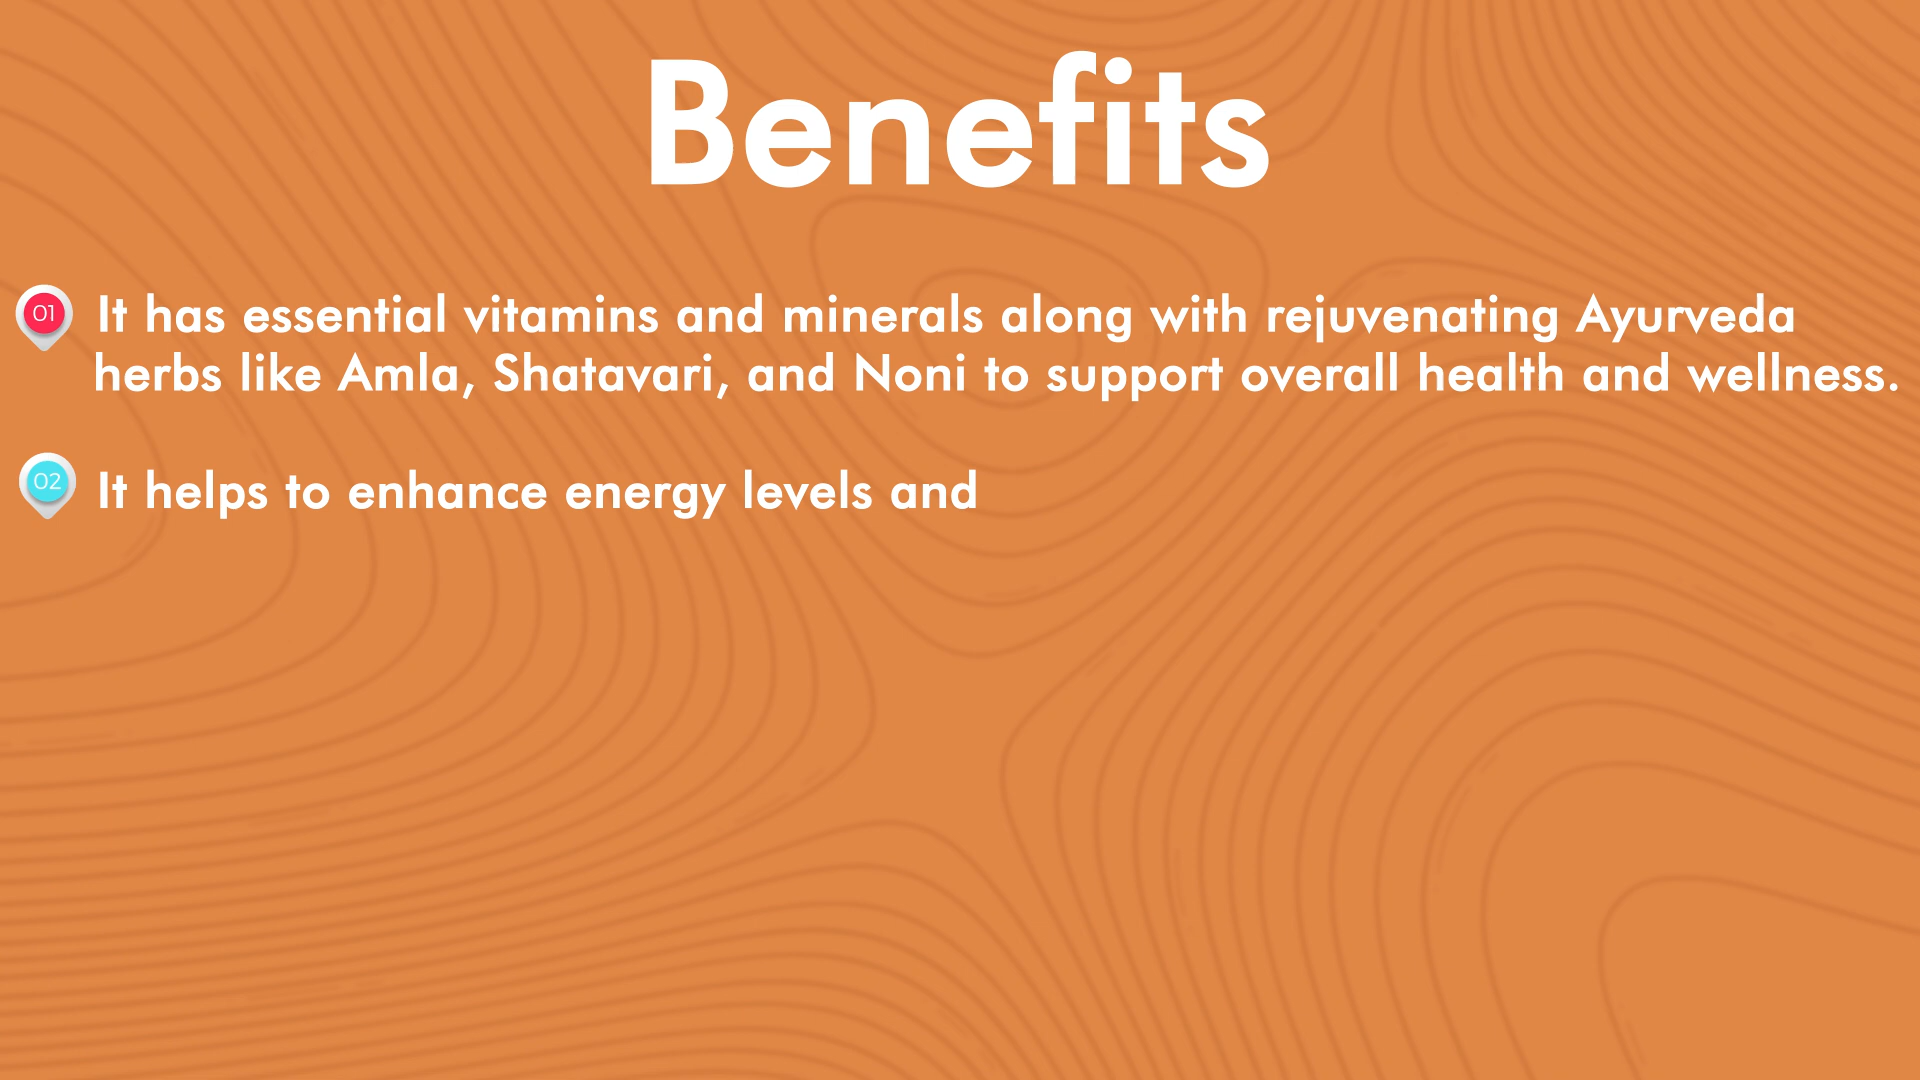 Benefits
01 It has essential vitamins and minerals along with rejuvenating Ayurveda
herbs like Amla, Shatavari, and Noni to support overall health and wellness.
02 It helps to enhance energy levels and